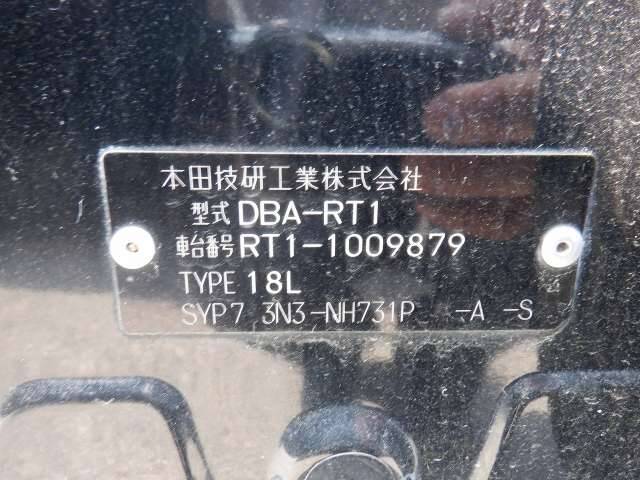 本田技研工業株式会社
型式 DBA-RT1
車台番号 RT1-1009879
TYPE 18L
SYP7 3N3-NH731P -A -S